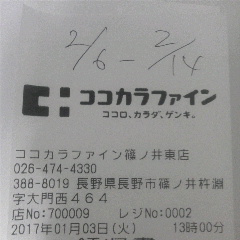 2/6 - 2/14
ココカラファイン
ココロ、カラダ、ゲンキ。
ココカラファイン篠ノ井東店
026-474-4330
388-8019 長野県長野市篠ノ井杵淵
字大門西464
店No:700009 レジNo:0002
2017年01月03日(火) 13時00分